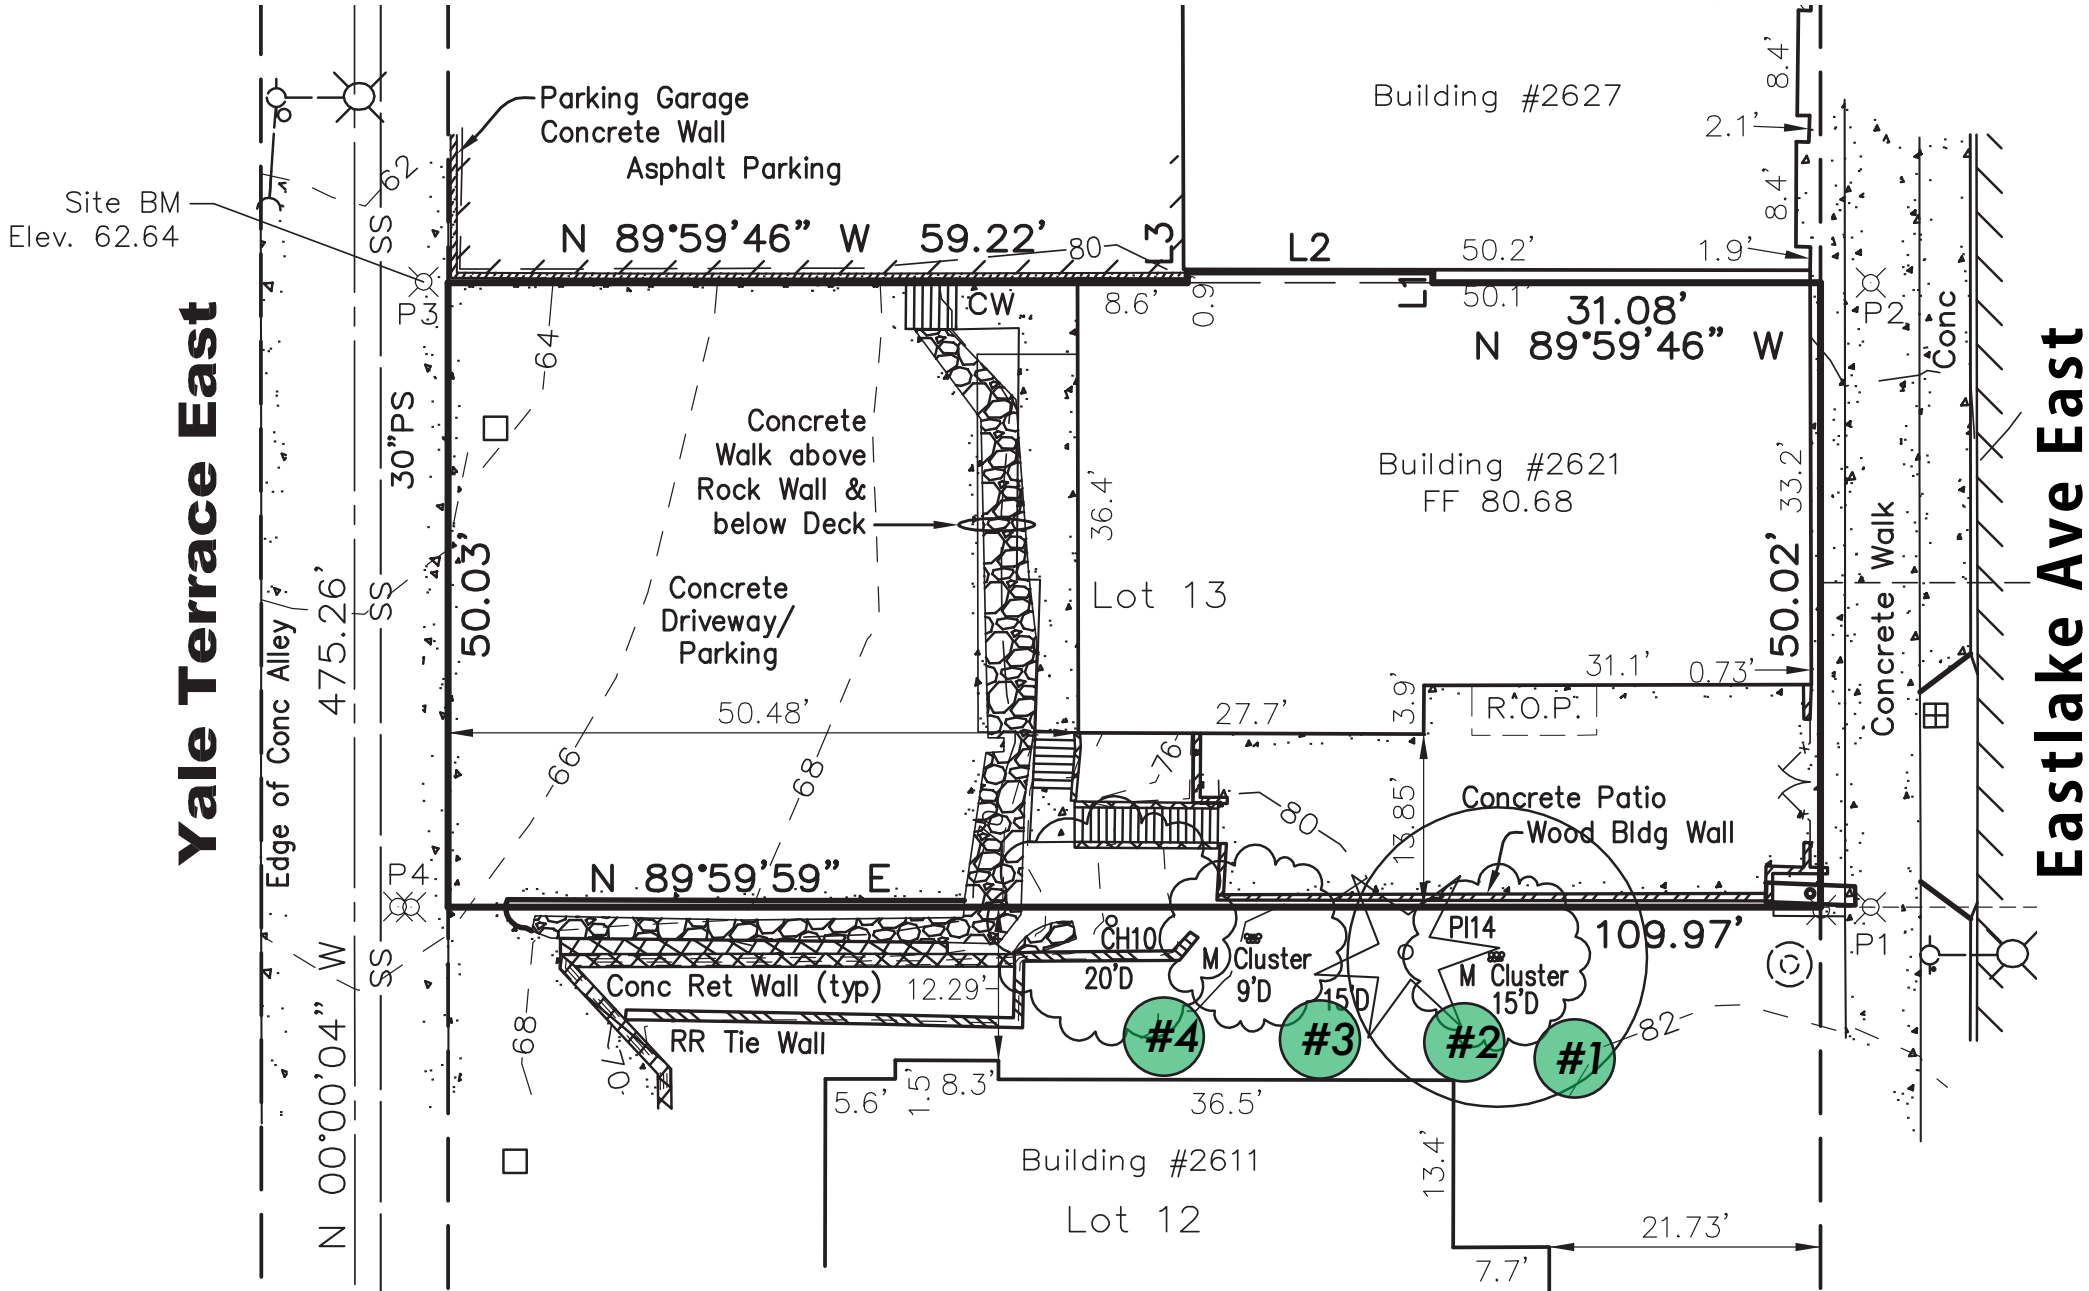 Parking Garage
Concrete Wall
Asphalt Parking
Building #2627
8.4'
2.1'
8.4'
1.9'
62
Site BM
Elev. 62.64
SS
N 89°59'46" W 59.22'
80
L3
L2
50.2'
P3
CW
8.6'
0.9'
L1
50.1'
31.08'
N 89°59'46" W
P2
Conc
64
30"PS
Concrete
Walk above
Rock Wall &
below Deck
36.4'
Building #2621
FF 80.68
33.2'
Yale Terrace East
Eastlake Ave East
Edge of Conc Alley
475.26'
SS
50.03'
Concrete
Driveway/
Parking
Lot 13
50.02'
Concrete Walk
31.1'
0.73'
50.48'
27.7'
3.9'
R.O.P.
66
68
76
80
13.85'
Concrete Patio
Wood Bldg Wall
P4
N 89°59'59" E
109.97'
P1
SS
N 00°00'04" W
CH10
20'D
M Cluster
9'D
15'D
PI14
M Cluster
15'D
Conc Ret Wall (typ)
12.29'
RR Tie Wall
68
70
#4
#3
#2
#1
82
5.6'
1.5'
8.3'
36.5'
13.4'
Building #2611
Lot 12
21.73'
7.7'